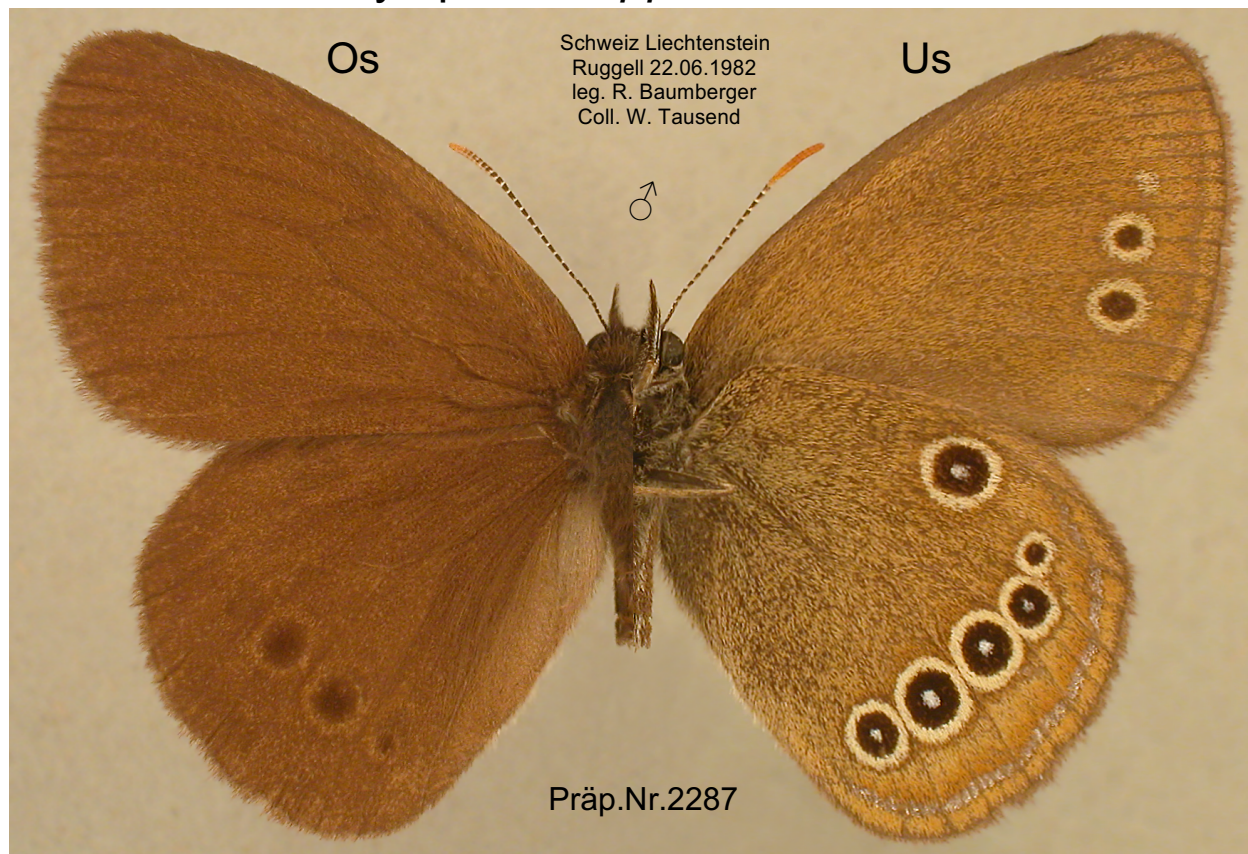 Os
Schweiz Liechtenstein
Ruggell 22.06.1982
leg. R. Baumberger
Coll. W. Tausend
Us
♂
Präp.Nr.2287